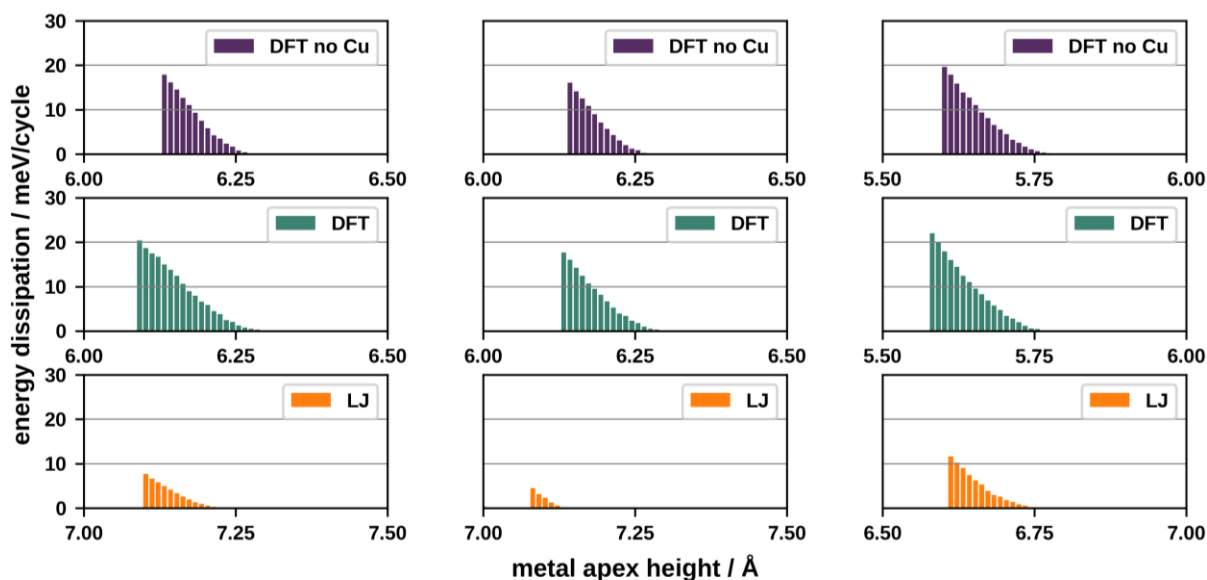 30
DFT no Cu
DFT no Cu
DFT no Cu
20
10
0
6.00 6.25 6.50
6.00 6.25 6.50
5.50 5.75 6.00
30
DFT
DFT
DFT
20
10
0
6.00 6.25 6.50
6.00 6.25 6.50
5.50 5.75 6.00
30
LJ
LJ
LJ
20
10
0
7.00 7.25 7.50
7.00 7.25 7.50
6.50 6.75 7.00
energy dissipation / meV/cycle
metal apex height / Å